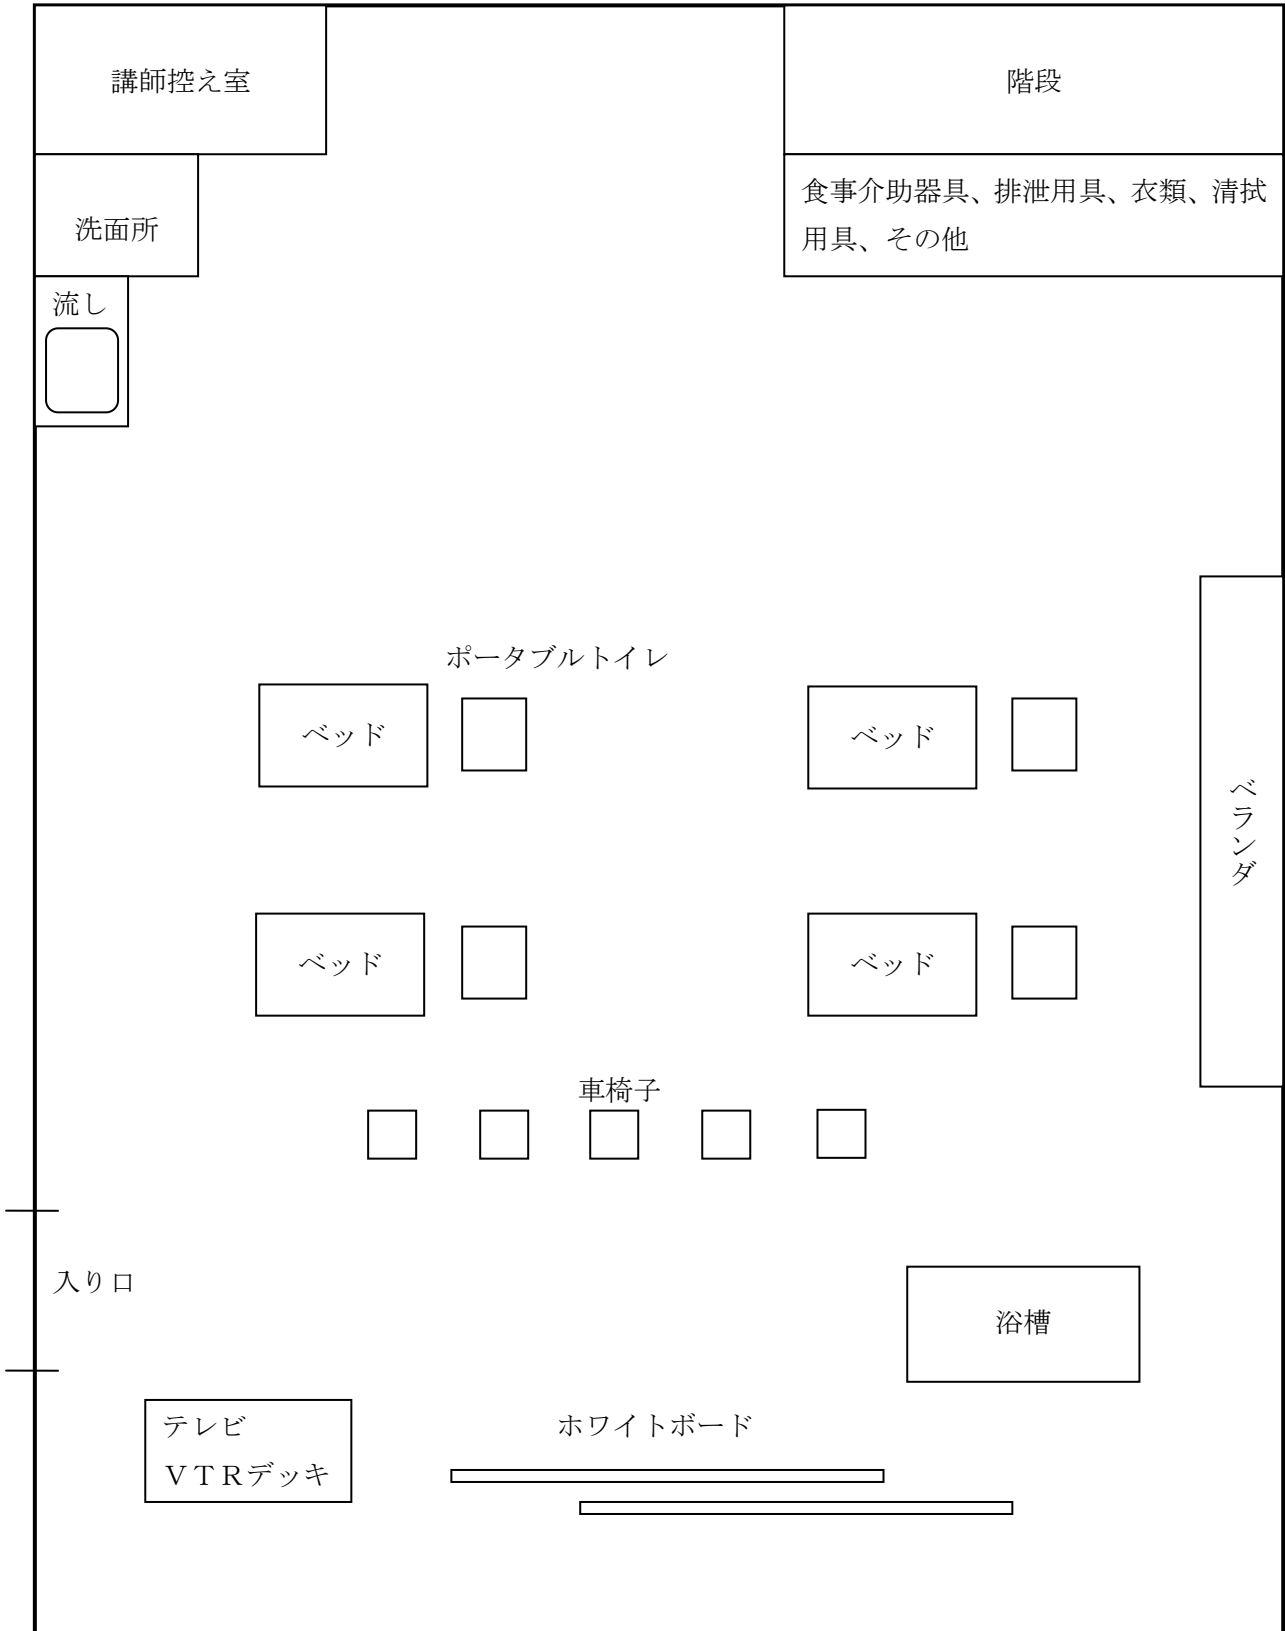 講師控え室
階段
洗面所
食事介助器具、排泄用具、衣類、清拭
用具、その他
流し
ポータブルトイレ
ベッド
ベッド
ベランダ
ベッド
ベッド
車椅子
入り口
浴槽
テレビ
ＶＴＲデッキ
ホワイトボード